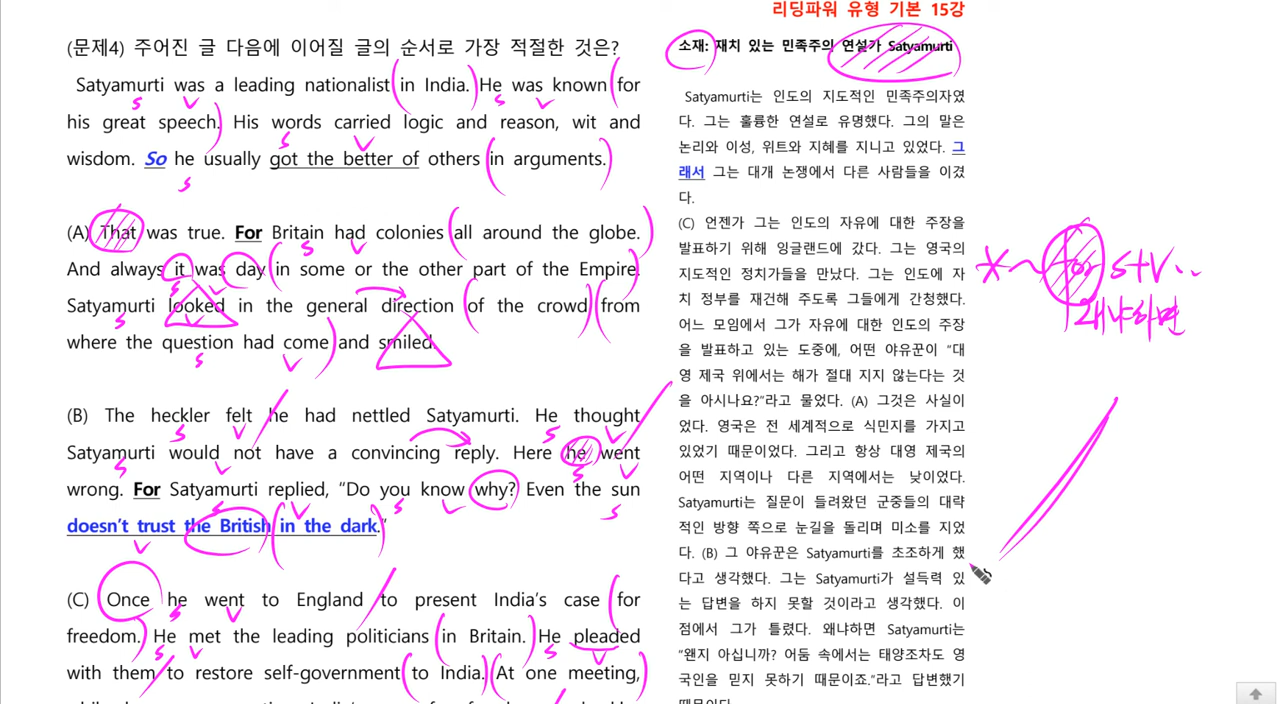 리딩파워 유형 기본 15강
(문제4) 주어진 글 다음에 이어질 글의 순서로 가장 적절한 것은?
Satyamurti was a leading nationalist in India. He was known for
his great speech. His words carried logic and reason, wit and
wisdom. So he usually got the better of others in arguments.
(A) That was true. For Britain had colonies all around the globe.
And always it was day in some or the other part of the Empire.
Satyamurti looked in the general direction of the crowd from
where the question had come and smiled.
(B) The heckler felt he had nettled Satyamurti. He thought
Satyamurti would not have a convincing reply. Here he went
wrong. For Satyamurti replied, “Do you know why? Even the sun
doesn’t trust the British in the dark.”
(C) Once he went to England to present India’s case for
freedom. He met the leading politicians in Britain. He pleaded
with them to restore self-government to India. At one meeting,
소재: 재치 있는 민족주의 연설가 Satyamurti
Satyamurti는 인도의 지도적인 민족주의자였
다. 그는 훌륭한 연설로 유명했다. 그의 말은
논리와 이성, 위트와 지혜를 지니고 있었다. 그
래서 그는 대개 논쟁에서 다른 사람들을 이겼
다.
(C) 언젠가 그는 인도의 자유에 대한 주장을
발표하기 위해 잉글랜드에 갔다. 그는 영국의
지도적인 정치가들을 만났다. 그는 인도에 자
치 정부를 재건해 주도록 그들에게 간청했다.
어느 모임에서 그가 자유에 대한 인도의 주장
을 발표하고 있는 도중에, 어떤 야유꾼이 “대
영 제국 위에서는 해가 절대 지지 않는다는 것
을 아시나요?”라고 물었다. (A) 그것은 사실이
었다. 영국은 전 세계적으로 식민지를 가지고
있었기 때문이었다. 그리고 항상 대영 제국의
어떤 지역이나 다른 지역에서는 낮이었다.
Satyamurti는 질문이 들려왔던 군중들의 대략
적인 방향 쪽으로 눈길을 돌리며 미소를 지었
다. (B) 그 야유꾼은 Satyamurti를 초조하게 했
다고 생각했다. 그는 Satyamurti가 설득력 있
는 답변을 하지 못할 것이라고 생각했다. 이
점에서 그가 틀렸다. 왜냐하면 Satyamurti는
“왠지 아십니까? 어둠 속에서는 태양조차도 영
국인을 믿지 못하기 때문이죠.”라고 답변했기
때문이다.
*~ for S+V..
왜냐하면